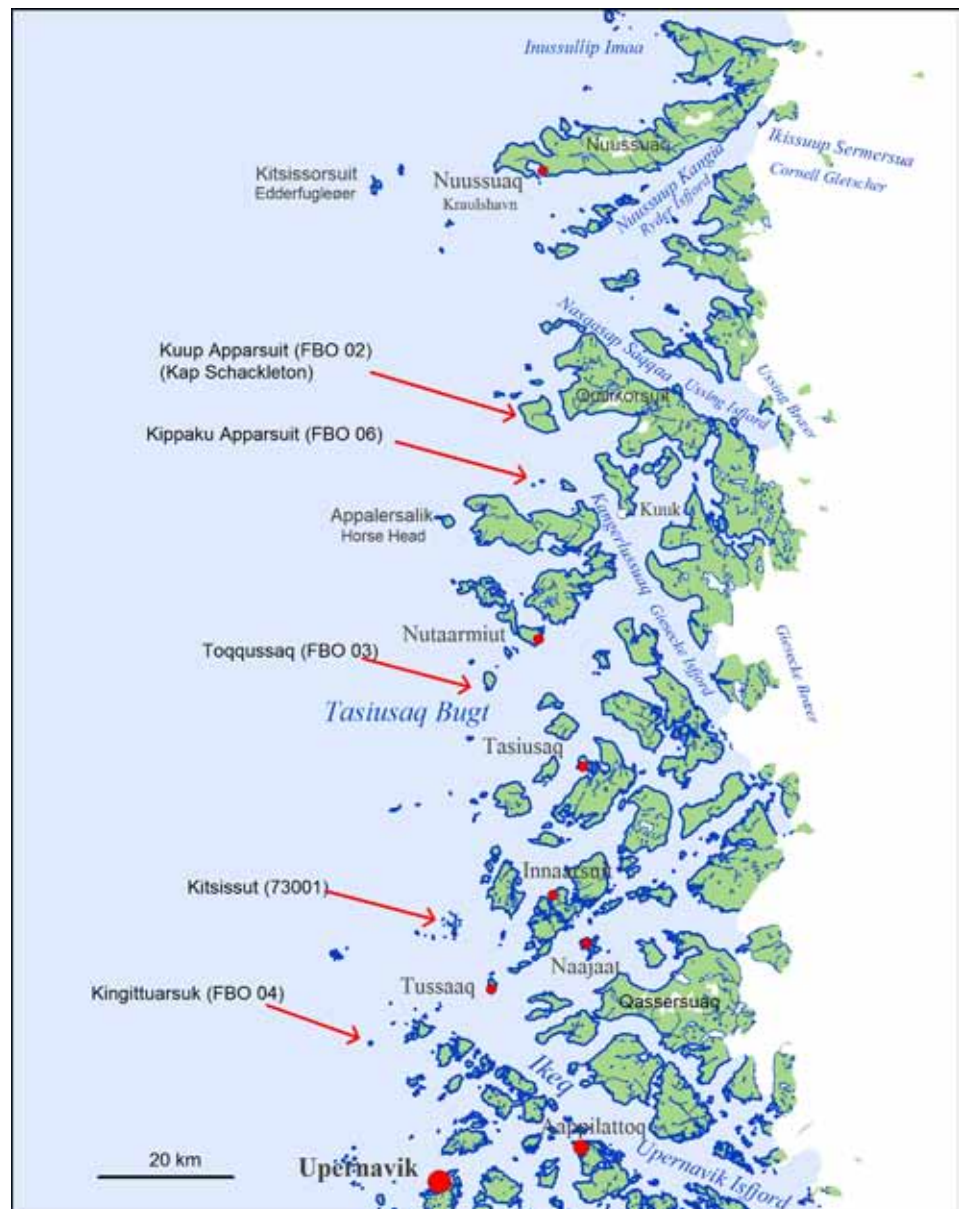 Inussullip Imaa
Nuussuaq
Ikissuup Sermersua
Cornell Gletscher
Kitsissorsuit
Edderfugleøer
Nuussuaq
Kraulshavn
Nuussuup Kangia
Ryder Isfjord
Nasaasap Saqqaa
Ussing Isfjord
Ussing Bræer
Kuup Apparsuit (FBO 02)
(Kap Schackleton)
Kippaku Apparsuit (FBO 06)
Appalersalik
Horse Head
Kuuk
Kangerlussuaq
Giesecke Isfjord
Giesecke Bræer
Nutaarmiut
Toqqussaq (FBO 03)
Tasiusaq Bugt
Tasiusaq
Innaarsuit
Kitsissut (73001)
Naajaat
Tussaaq
Kingittuarsuk (FBO 04)
Qassersuaq
Ikeq
Aappilattoq
20 km
Upernavik
Upernavik Isfjord